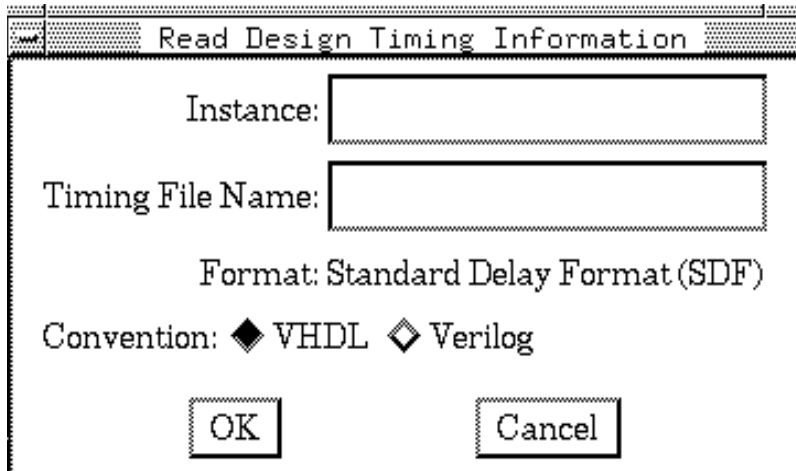 Read Design Timing Information
Instance:
Timing File Name:
Format: Standard Delay Format (SDF)
Convention: VHDL Verilog
OK Cancel